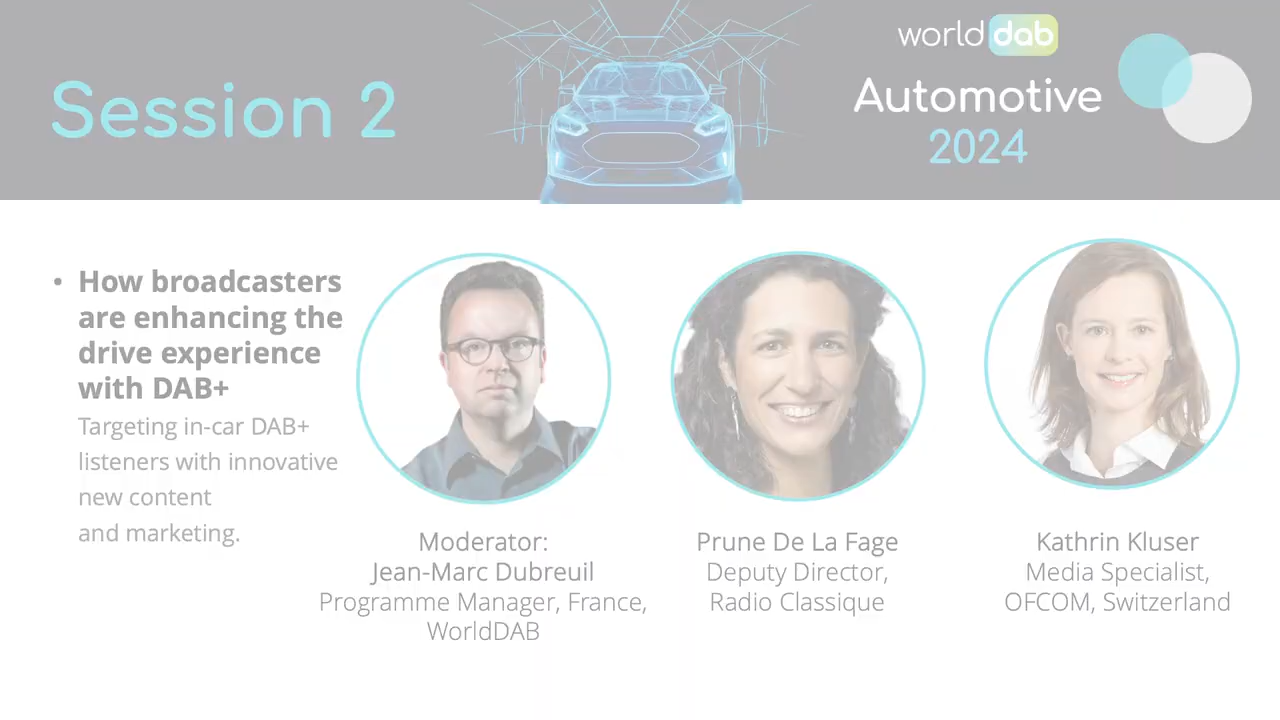 Session 2
world dab
Automotive
2024
• How broadcasters
are enhancing the
drive experience
with DAB+
Targeting in-car DAB+
listeners with innovative
new content
and marketing.
Moderator:
Jean-Marc Dubreuil
Programme Manager, France,
WorldDAB
Prune De La Fage
Deputy Director,
Radio Classique
Kathrin Kluser
Media Specialist,
OFCOM, Switzerland